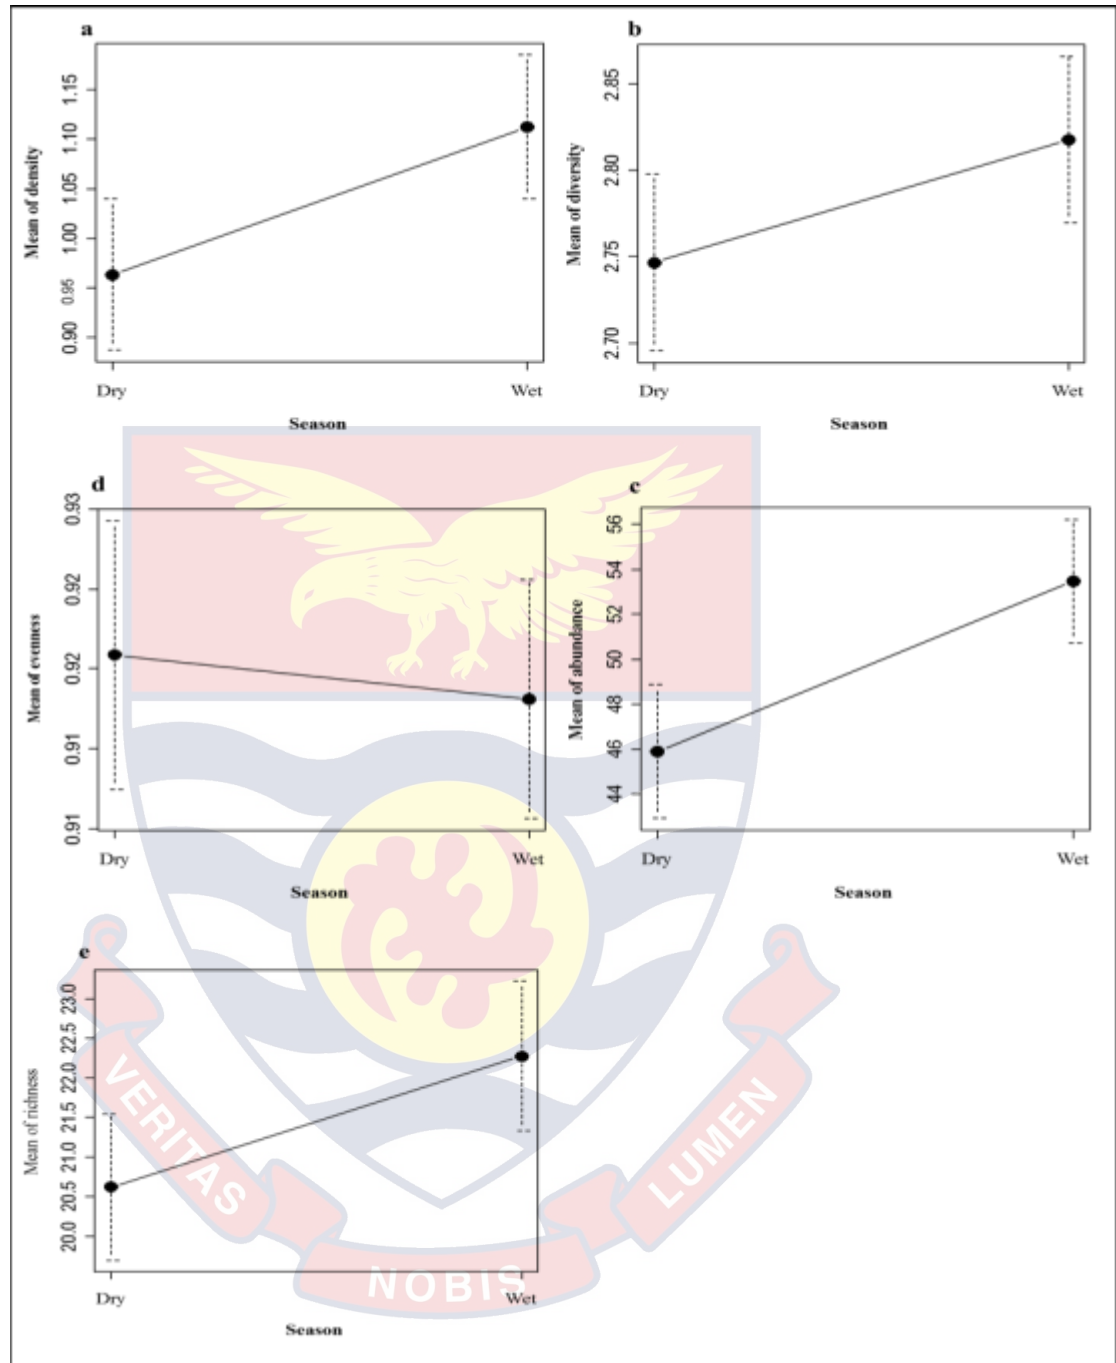 a
Mean of density
1.15
1.10
1.05
1.00
0.95
0.90
Dry
Wet
Season
b
Mean of diversity
2.85
2.80
2.75
2.70
Dry
Wet
Season
d
Mean of evenness
0.93
0.92
0.92
0.91
0.91
Dry
Wet
Season
c
Mean of abundance
56
54
52
50
48
46
44
Dry
Wet
Season
e
Mean of richness
23.0
22.5
22.0
21.5
21.0
20.5
20.0
Dry
Wet
Season
VERITAS
NOBIS
LUMEN